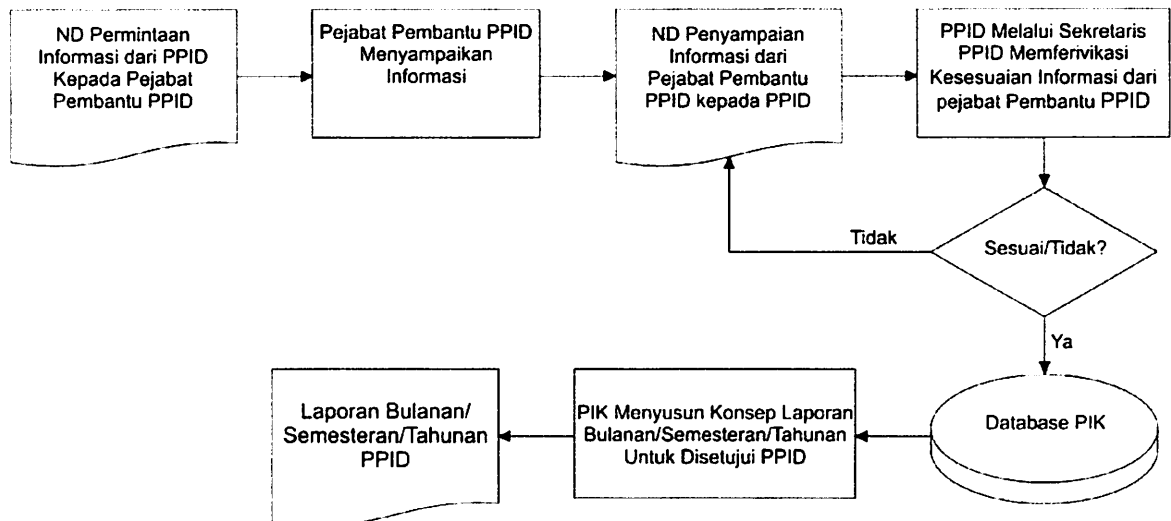 ND Permintaan
Informasi dari PPID
Kepada Pejabat
Pembantu PPID
Pejabat Pembantu PPID
Menyampaikan
Informasi
ND Penyampaian
Informasi dari
Pejabat Pembantu
PPID kepada PPID
PPID Melalui Sekretaris
PPID Memferivikasi
Kesesuaian Informasi dari
pejabat Pembantu PPID
Tidak
Sesuai/Tidak?
Ya
Database PIK
PIK Menyusun Konsep Laporan
Bulanan/Semesteran/Tahunan
Untuk Disetujui PPID
Laporan Bulanan/
Semesteran/Tahunan
PPID